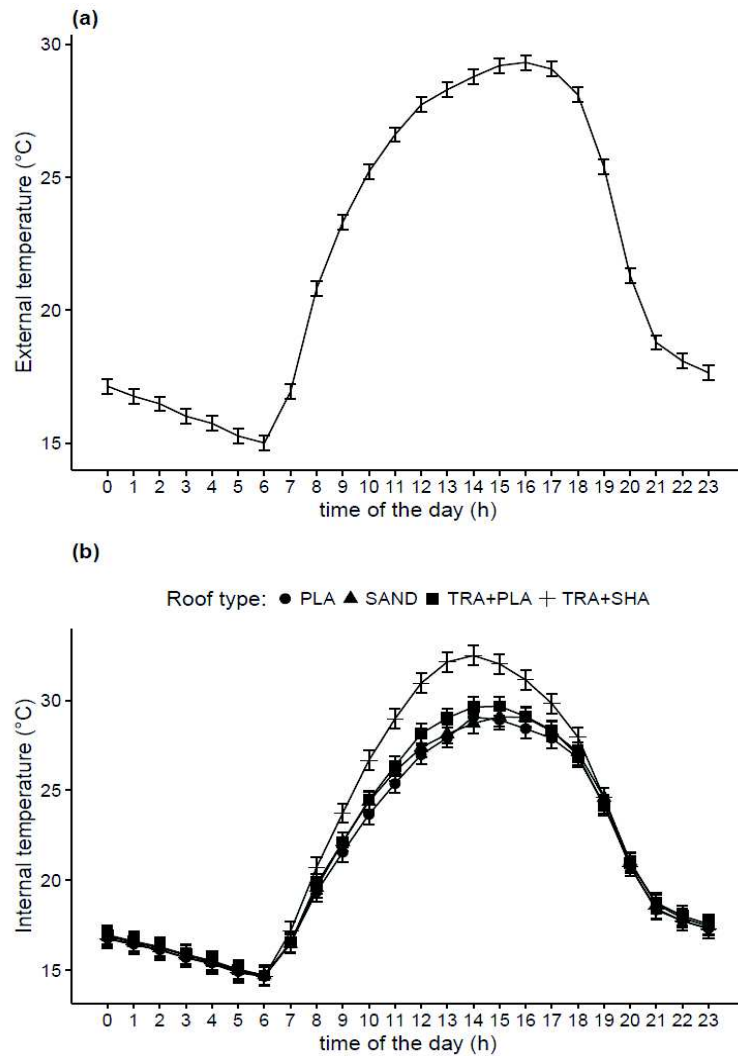 (a)
External temperature (°C)
30
25
20
15
0 1 2 3 4 5 6 7 8 9 10 11 12 13 14 15 16 17 18 19 20 21 22 23
time of the day (h)
(b)
Roof type: PLA SAND TRA+PLA TRA+SHA
Internal temperature (°C)
30
25
20
15
0 1 2 3 4 5 6 7 8 9 10 11 12 13 14 15 16 17 18 19 20 21 22 23
time of the day (h)